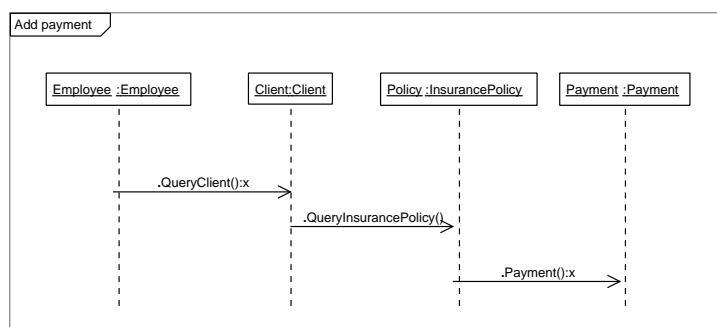 Add payment
Employee :Employee
Client:Client
Policy :InsurancePolicy
Payment :Payment
.QueryClient():x
.QueryInsurancePolicy()
.Payment():x